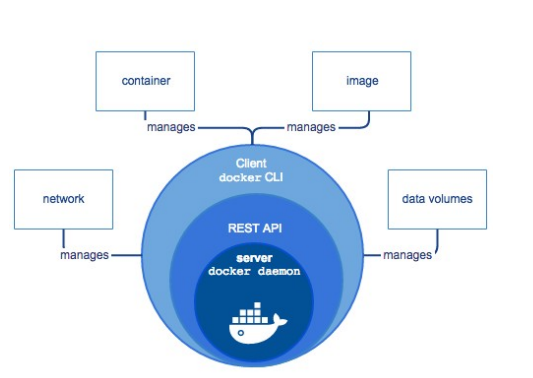 container
image
manages
manages
Client
docker CLI
network
data volumes
REST API
manages
manages
server
docker daemon